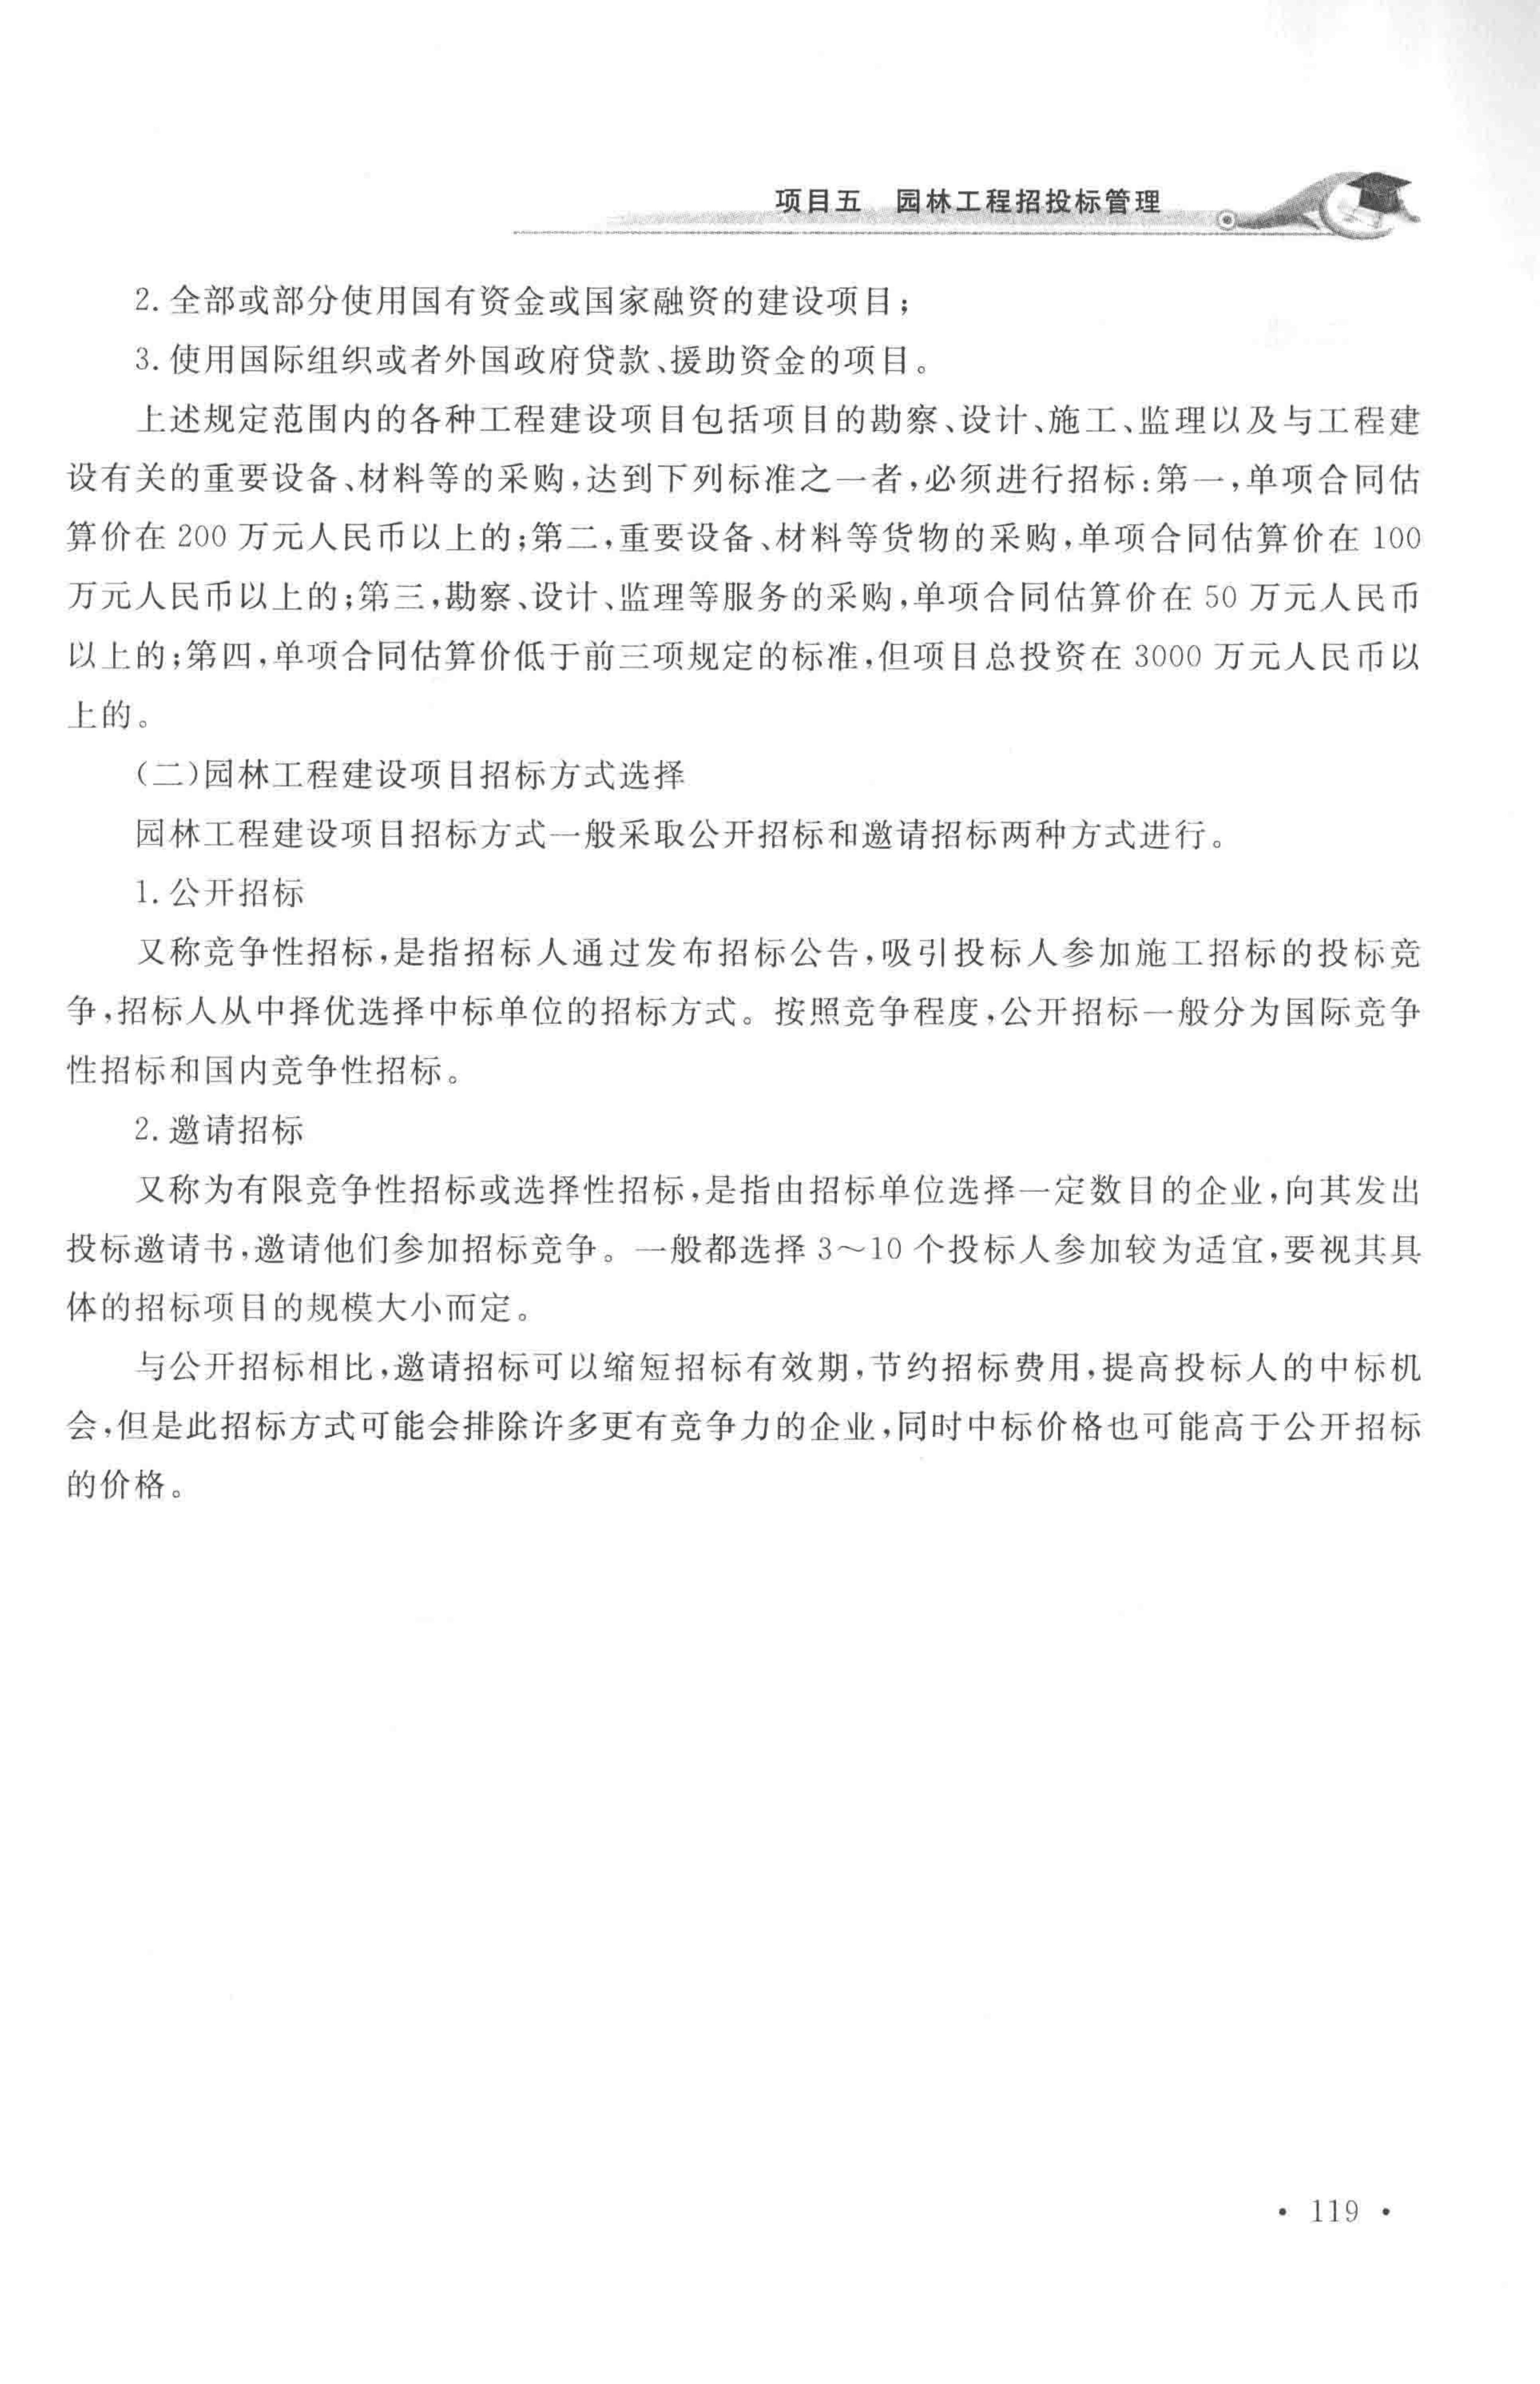 项目五　园林工程招投标管理
2. 全部或部分使用国有资金或国家融资的建设项目；
3. 使用国际组织或者外国政府贷款、援助资金的项目。
上述规定范围内的各种工程建设项目包括项目的勘察、设计、施工、监理以及与工程建
设有关的重要设备、材料等的采购，达到下列标准之一者，必须进行招标：第一，单项合同估
算价在 200 万元人民币以上的；第二，重要设备、材料等货物的采购，单项合同估算价在 100
万元人民币以上的；第三，勘察、设计、监理等服务的采购，单项合同估算价在 50 万元人民币
以上的；第四，单项合同估算价低于前三项规定的标准，但项目总投资在 3000 万元人民币以
上的。
（二）园林工程建设项目招标方式选择
园林工程建设项目招标方式一般采取公开招标和邀请招标两种方式进行。
1. 公开招标
又称竞争性招标，是指招标人通过发布招标公告，吸引投标人参加施工招标的投标竞
争，招标人从中择优选择中标单位的招标方式。按照竞争程度，公开招标一般分为国际竞争
性招标和国内竞争性招标。
2. 邀请招标
又称为有限竞争性招标或选择性招标，是指由招标单位选择一定数目的企业，向其发出
投标邀请书，邀请他们参加招标竞争。一般都选择 3～10 个投标人参加较为适宜，要视其具
体的招标项目的规模大小而定。
与公开招标相比，邀请招标可以缩短招标有效期，节约招标费用，提高投标人的中标机
会，但是此招标方式可能会排除许多更有竞争力的企业，同时中标价格也可能高于公开招标
的价格。
· 119 ·